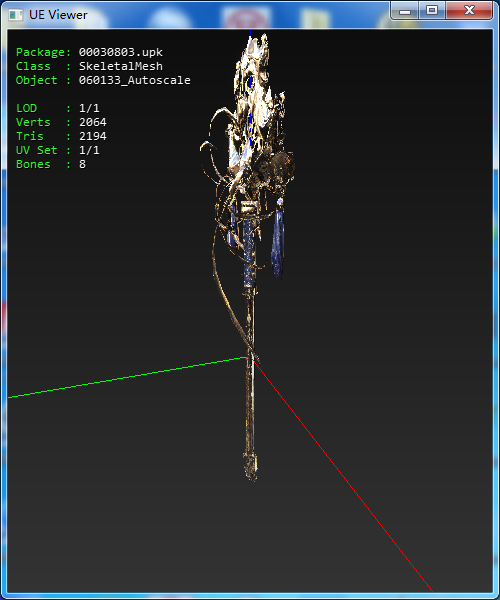 UE Viewer
Package: 00030803.upk
Class  : SkeletalMesh
Object : 060133_Autoscale
LOD    : 1/1
Verts  : 2064
Tris   : 2194
UV Set : 1/1
Bones  : 8